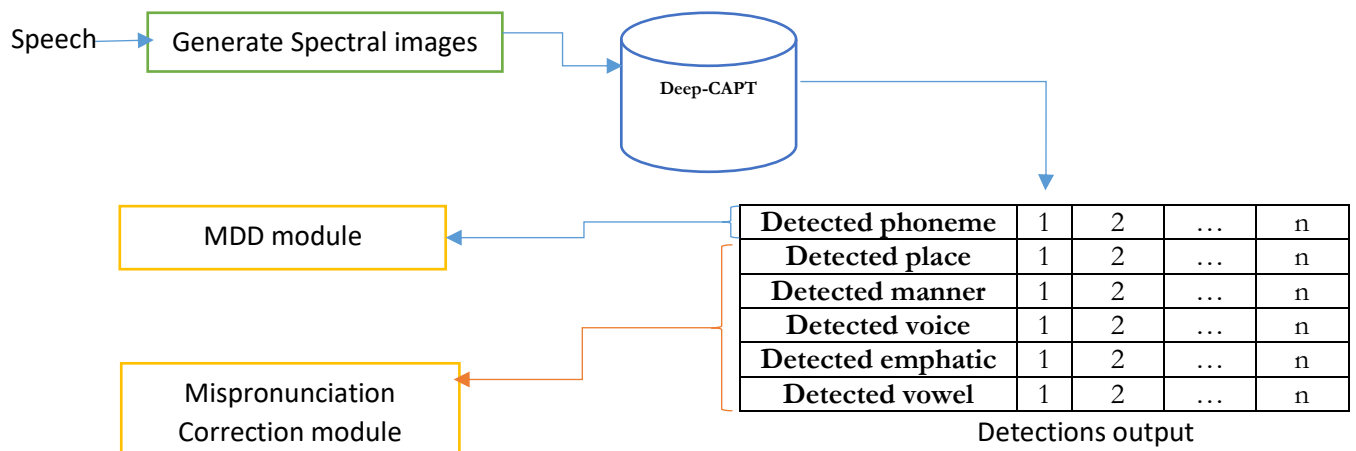 Speech
Generate Spectral images
Deep-CAPT
MDD module
Detected phoneme 1 2 … n
Detected place 1 2 … n
Detected manner 1 2 … n
Detected voice 1 2 … n
Detected emphatic 1 2 … n
Detected vowel 1 2 … n
Mispronunciation
Correction module
Detections output